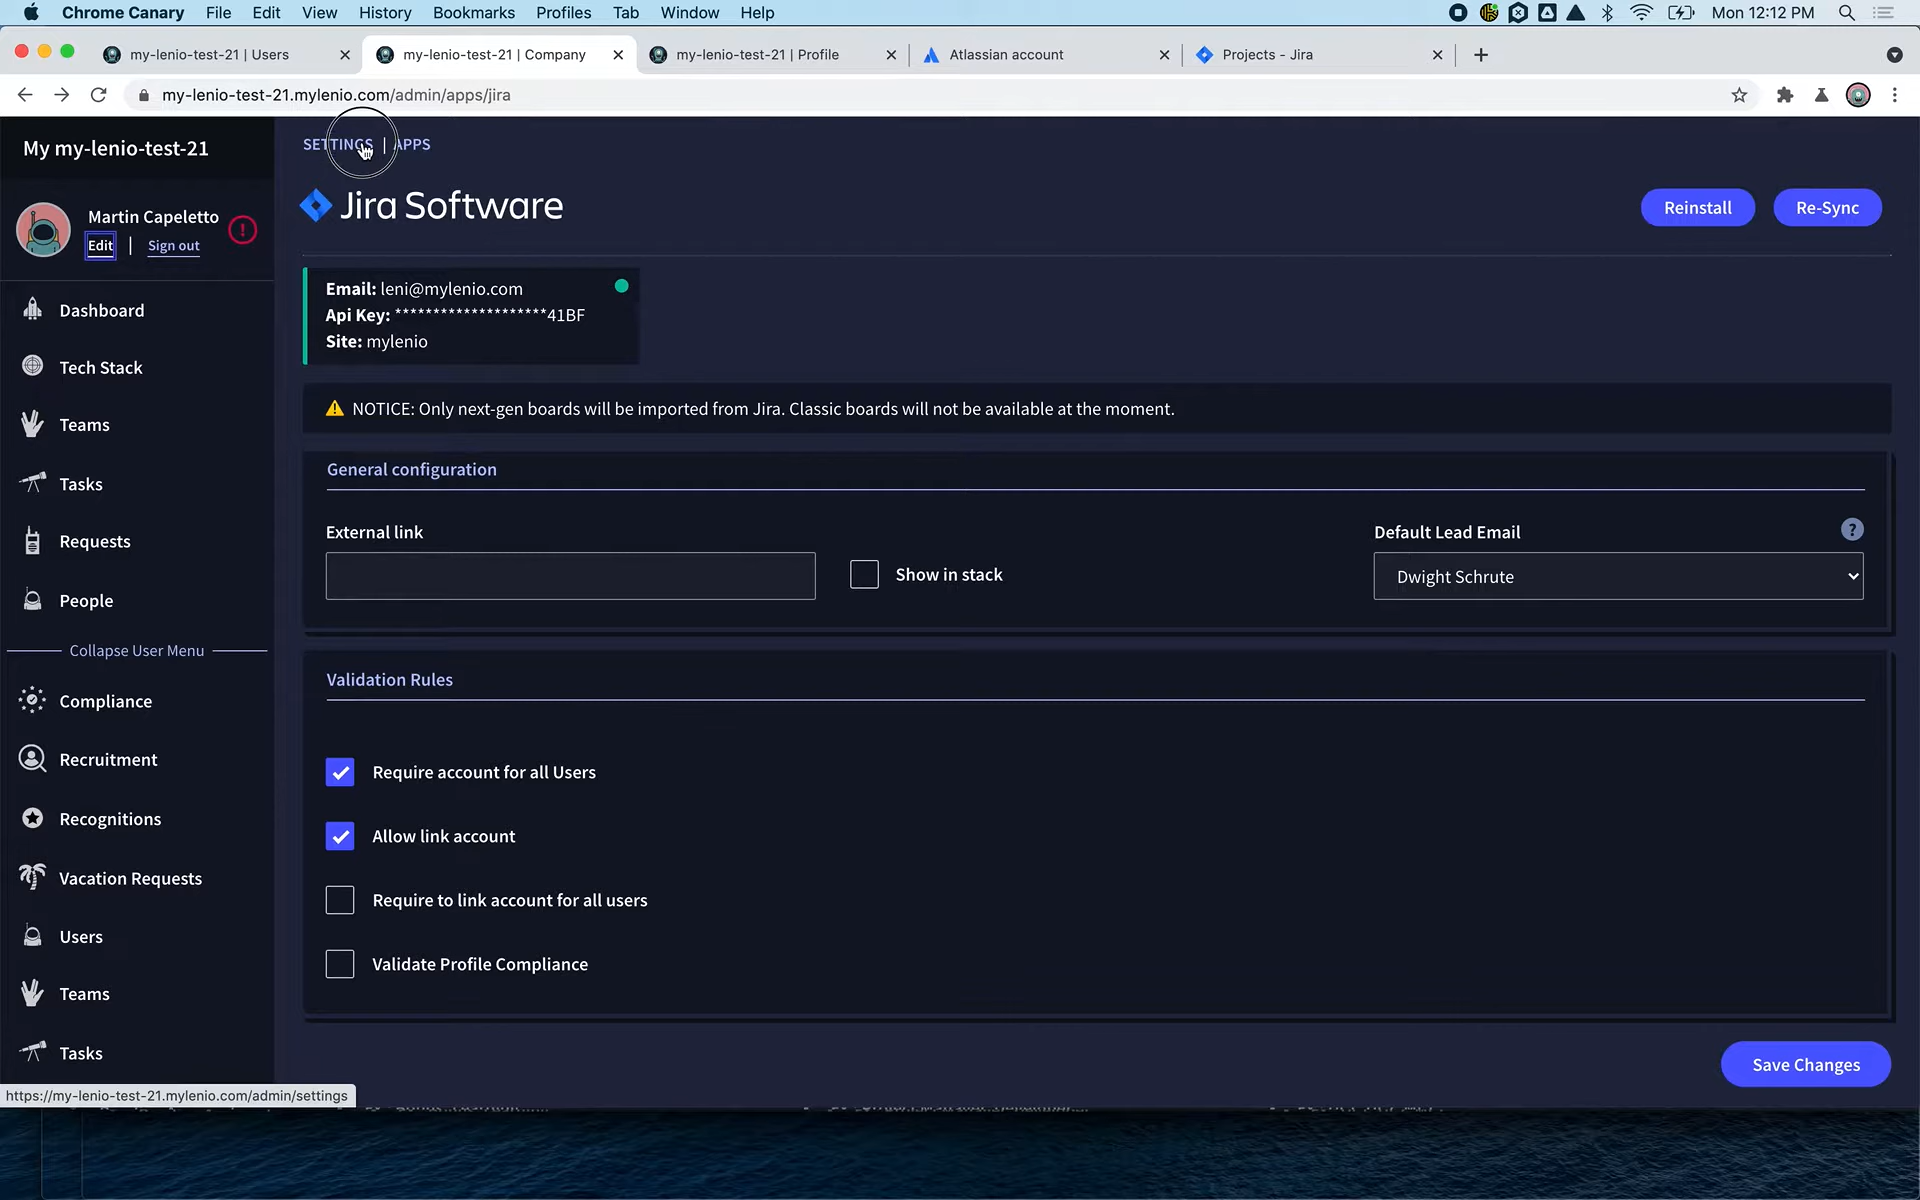 Chrome Canary File Edit View History Bookmarks Profiles Tab Window Help Mon 12:12 PM
my-lenio-test-21 | Users my-lenio-test-21 | Company my-lenio-test-21 | Profile Atlassian account Projects - Jira
my-lenio-test-21.mylenio.com/admin/apps/jira
My my-lenio-test-21
Martin Capeletto
Edit | Sign out
Dashboard
Tech Stack
Teams
Tasks
Requests
People
Collapse User Menu
Compliance
Recruitment
Recognitions
Vacation Requests
Users
Teams
Tasks
https://my-lenio-test-21.mylenio.com/admin/settings
SETTINGS | APPS
Jira Software
Reinstall Re-Sync
Email: leni@mylenio.com
Api Key: ********************41BF
Site: mylenio
NOTICE: Only next-gen boards will be imported from Jira. Classic boards will not be available at the moment.
General configuration
External link
Show in stack
Default Lead Email ?
Dwight Schrute
Validation Rules
Require account for all Users
Allow link account
Require to link account for all users
Validate Profile Compliance
Save Changes